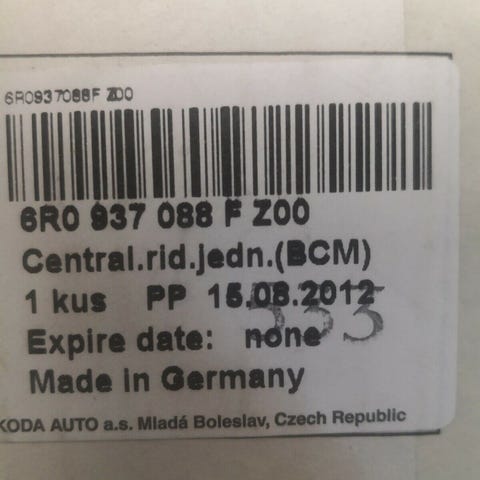 6R0937088F Z00
6R0 937 088 F Z00
Central.rid.jedn.(BCM)
1 kus PP 15.08.2012
533
Expire date: none
Made in Germany
KODA AUTO a.s. Mladá Boleslav, Czech Republic